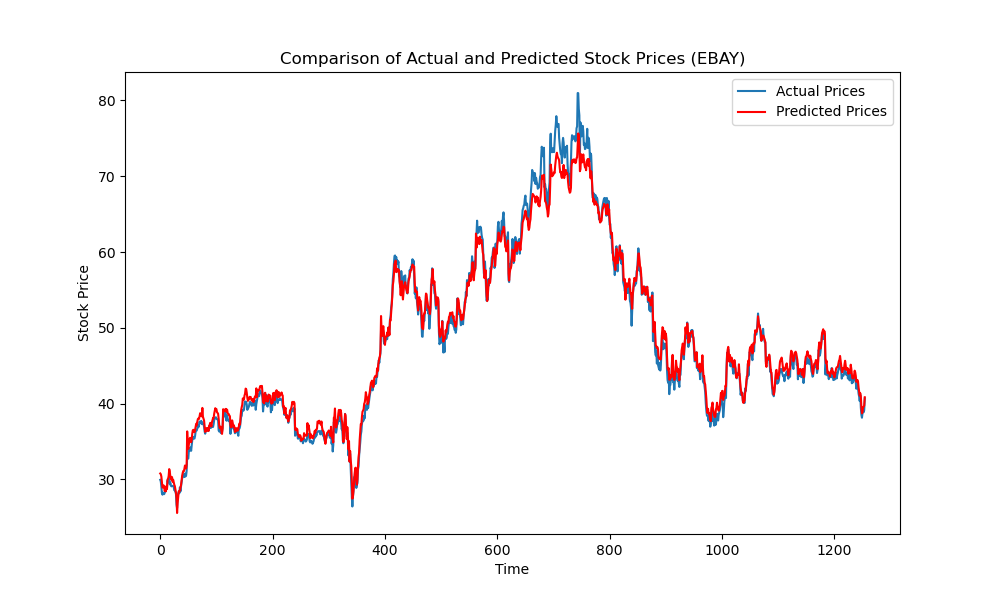 Comparison of Actual and Predicted Stock Prices (EBAY)
Actual Prices
Predicted Prices
Stock Price
80
70
60
50
40
30
0 200 400 600 800 1000 1200
Time